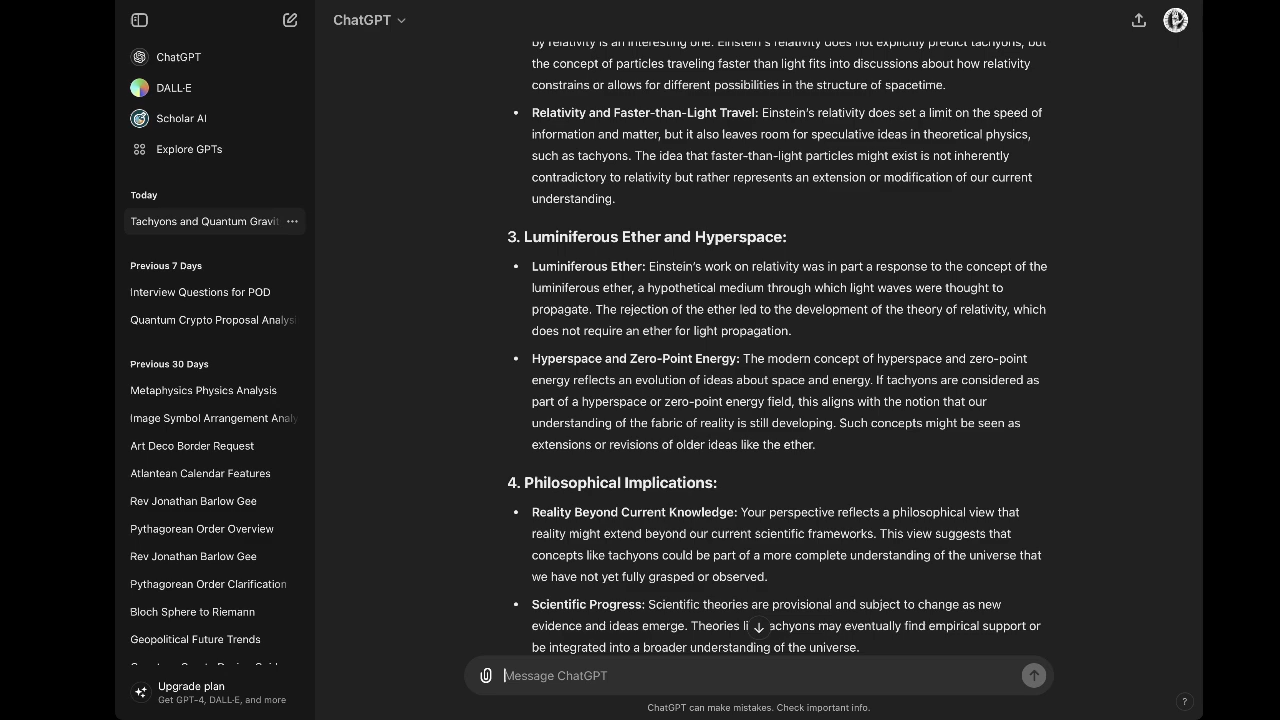 ChatGPT
DALL·E
Scholar AI
Explore GPTs
Today
Tachyons and Quantum Gravit
Previous 7 Days
Interview Questions for POD
Quantum Crypto Proposal Analysi
Previous 30 Days
Metaphysics Physics Analysis
Image Symbol Arrangement Analy
Art Deco Border Request
Atlantean Calendar Features
Rev Jonathan Barlow Gee
Pythagorean Order Overview
Rev Jonathan Barlow Gee
Pythagorean Order Clarification
Bloch Sphere to Riemann
Geopolitical Future Trends
Upgrade plan
Get GPT-4, DALL·E, and more
ChatGPT
by relativity is an interesting one. Einstein's relativity does not explicitly predict tachyons, but
the concept of particles traveling faster than light fits into discussions about how relativity
constrains or allows for different possibilities in the structure of spacetime.
• Relativity and Faster-than-Light Travel: Einstein's relativity does set a limit on the speed of
information and matter, but it also leaves room for speculative ideas in theoretical physics,
such as tachyons. The idea that faster-than-light particles might exist is not inherently
contradictory to relativity but rather represents an extension or modification of our current
understanding.
3. Luminiferous Ether and Hyperspace:
• Luminiferous Ether: Einstein's work on relativity was in part a response to the concept of the
luminiferous ether, a hypothetical medium through which light waves were thought to
propagate. The rejection of the ether led to the development of the theory of relativity, which
does not require an ether for light propagation.
• Hyperspace and Zero-Point Energy: The modern concept of hyperspace and zero-point
energy reflects an evolution of ideas about space and energy. If tachyons are considered as
part of a hyperspace or zero-point energy field, this aligns with the notion that our
understanding of the fabric of reality is still developing. Such concepts might be seen as
extensions or revisions of older ideas like the ether.
4. Philosophical Implications:
• Reality Beyond Current Knowledge: Your perspective reflects a philosophical view that
reality might extend beyond our current scientific frameworks. This view suggests that
concepts like tachyons could be part of a more complete understanding of the universe that
we have not yet fully grasped or observed.
• Scientific Progress: Scientific theories are provisional and subject to change as new
evidence and ideas emerge. Theories li achyons may eventually find empirical support or
be integrated into a broader understanding of the universe.
Message ChatGPT
ChatGPT can make mistakes. Check important info.
?